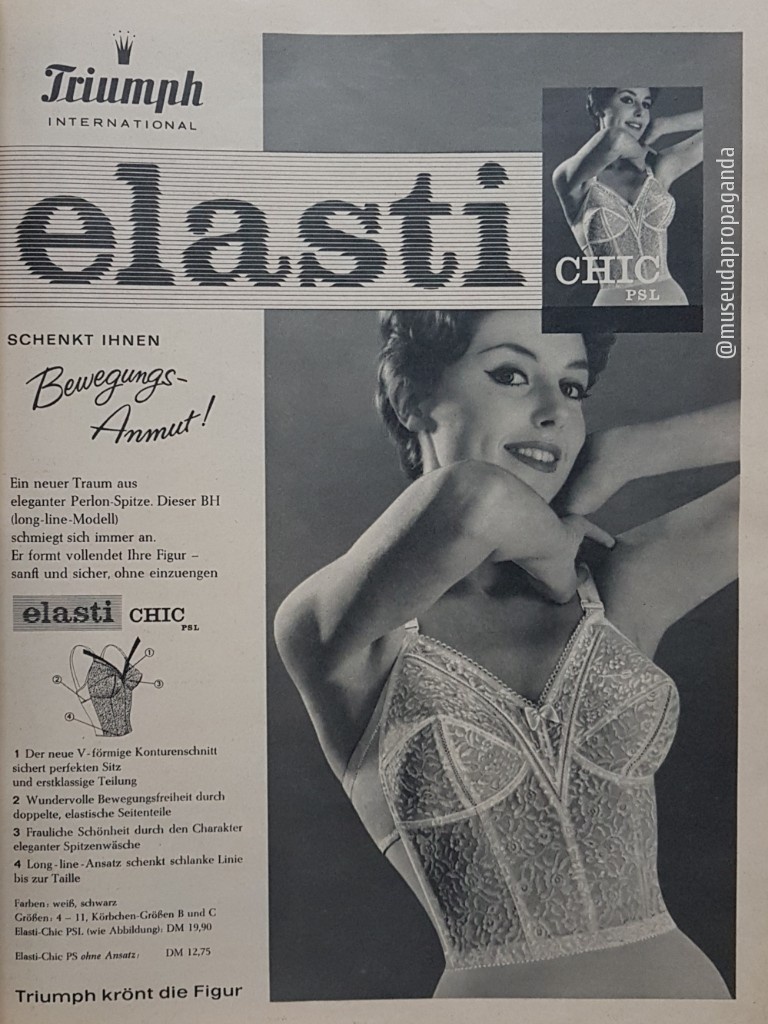 Triumph
INTERNATIONAL
elasti
CHIC
PSL
@museudapropaganda
SCHENKT IHNEN
Bewegungs-
Anmut!
Ein neuer Traum aus
eleganter Perlon-Spitze. Dieser BH
(long-line-Modell)
schmiegt sich immer an.
Er formt vollendet Ihre Figur –
sanft und sicher, ohne einzuengen
elasti CHIC
PSL
1
2
3
4
1 Der neue V-förmige Konturenschnitt
sichert perfekten Sitz
und erstklassige Teilung
2 Wundervolle Bewegungsfreiheit durch
doppelte, elastische Seitenteile
3 Frauliche Schönheit durch den Charakter
eleganter Spitzenwäsche
4 Long-line-Ansatz schenkt schlanke Linie
bis zur Taille
Farben: weiß, schwarz
Größen: 4 – 11, Körbchen-Größen B und C
Elasti-Chic PSL (wie Abbildung): DM 19,90
Elasti-Chic PS ohne Ansatz: DM 12,75
Triumph krönt die Figur